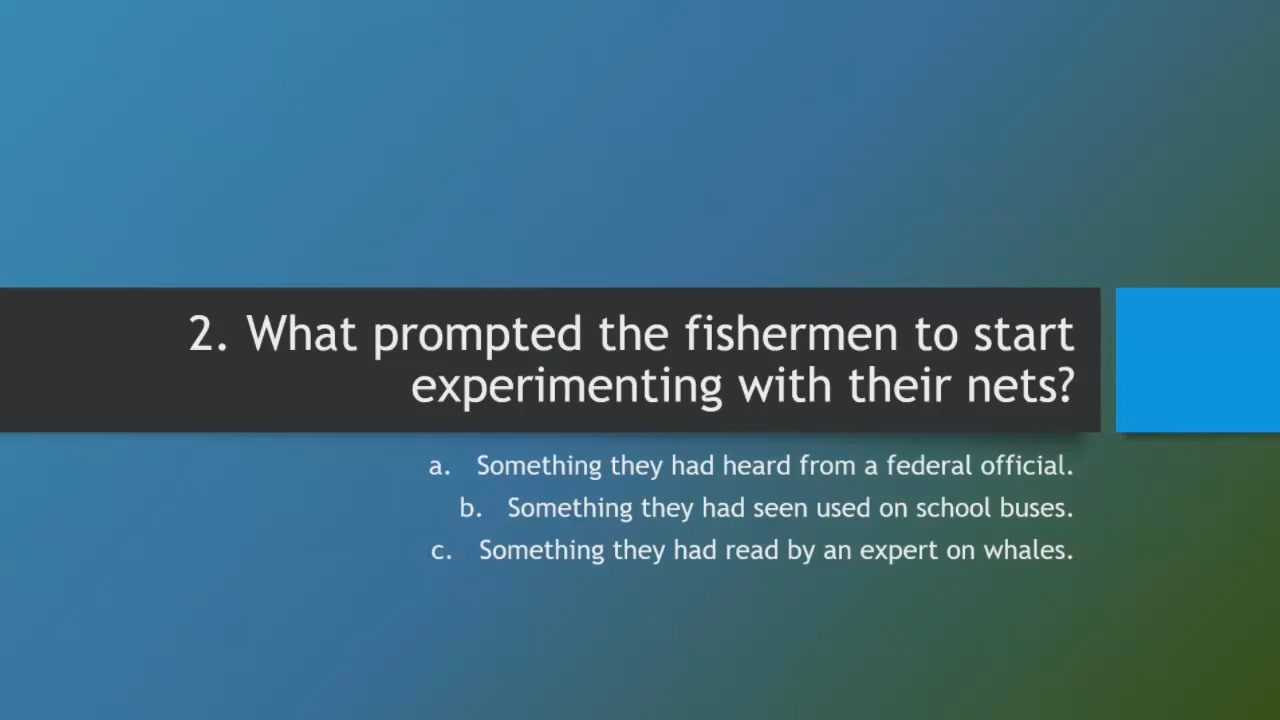 2. What prompted the fishermen to start
experimenting with their nets?
a. Something they had heard from a federal official.
b. Something they had seen used on school buses.
c. Something they had read by an expert on whales.